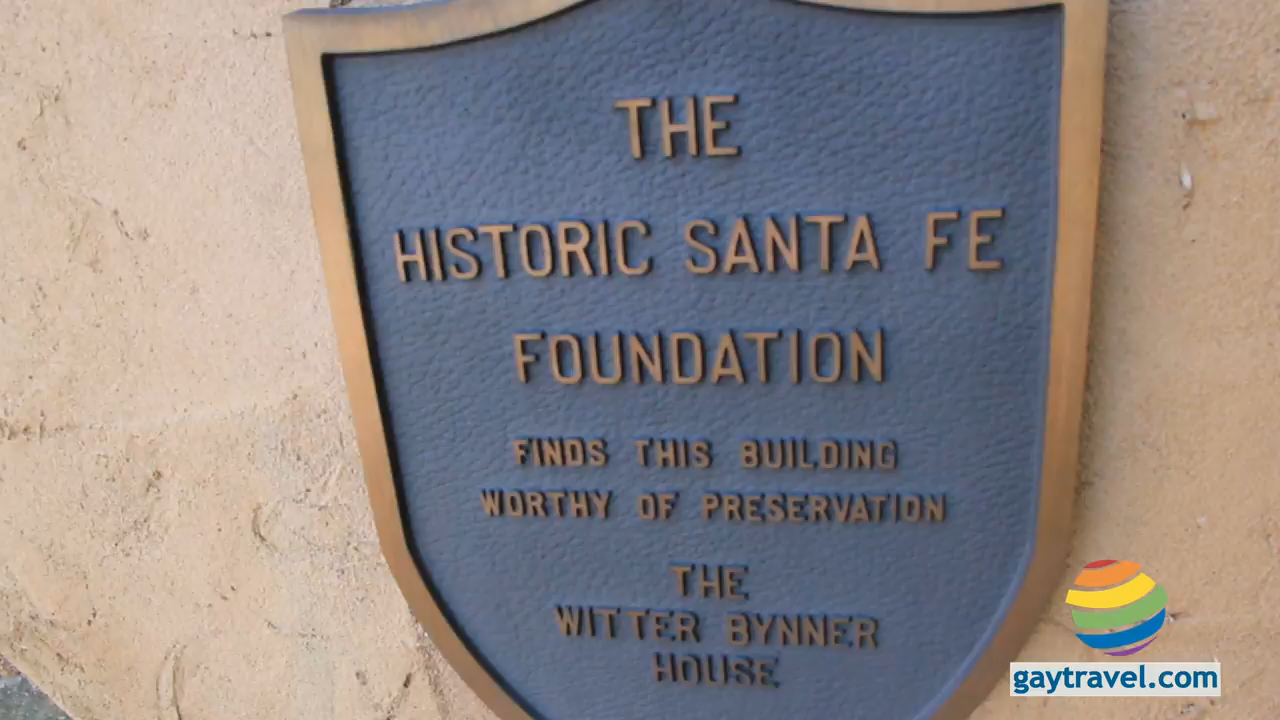 THE
HISTORIC SANTA FE
FOUNDATION
FINDS THIS BUILDING
WORTHY OF PRESERVATION
THE
WITTER BYNNER
HOUSE
gaytravel.com